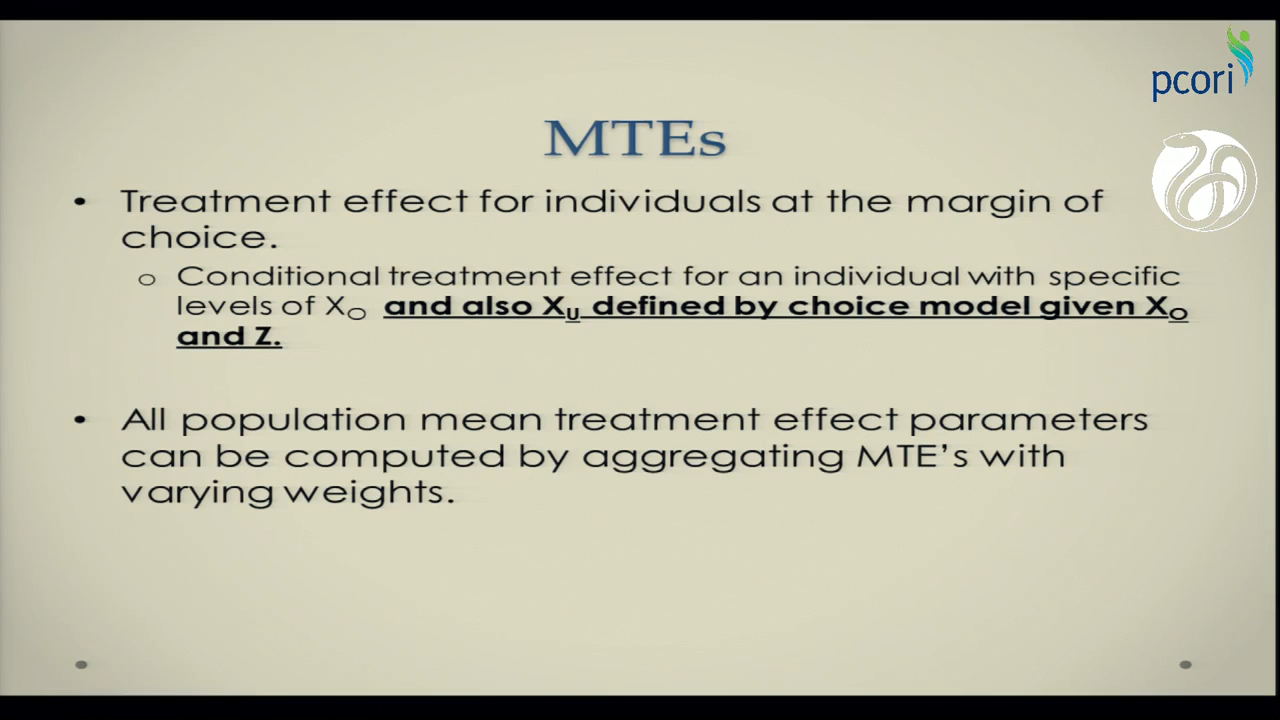 pcori
MTEs
• Treatment effect for individuals at the margin of
choice.
o Conditional treatment effect for an individual with specific
levels of XO and also XU defined by choice model given XO
and Z.
• All population mean treatment effect parameters
can be computed by aggregating MTE’s with
varying weights.